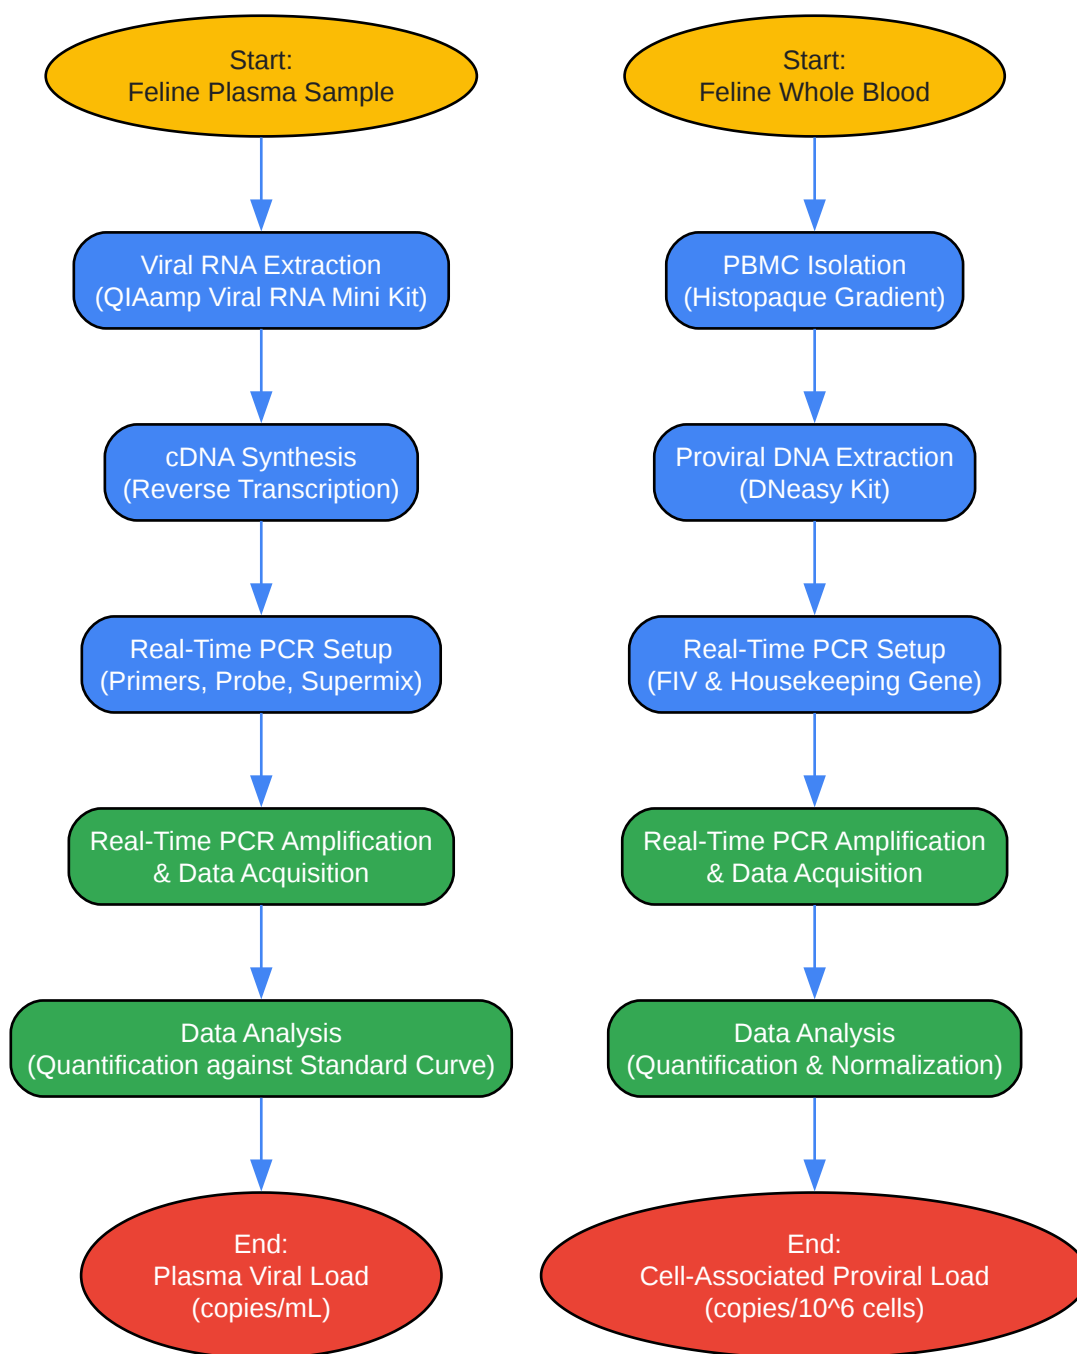 Start:
Feline Plasma Sample
Viral RNA Extraction
(QIAamp Viral RNA Mini Kit)
cDNA Synthesis
(Reverse Transcription)
Real-Time PCR Setup
(Primers, Probe, Supermix)
Real-Time PCR Amplification
& Data Acquisition
Data Analysis
(Quantification against Standard Curve)
End:
Plasma Viral Load
(copies/mL)
Start:
Feline Whole Blood
PBMC Isolation
(Histopaque Gradient)
Proviral DNA Extraction
(DNeasy Kit)
Real-Time PCR Setup
(FIV & Housekeeping Gene)
Real-Time PCR Amplification
& Data Acquisition
Data Analysis
(Quantification & Normalization)
End:
Cell-Associated Proviral Load
(copies/10^6 cells)